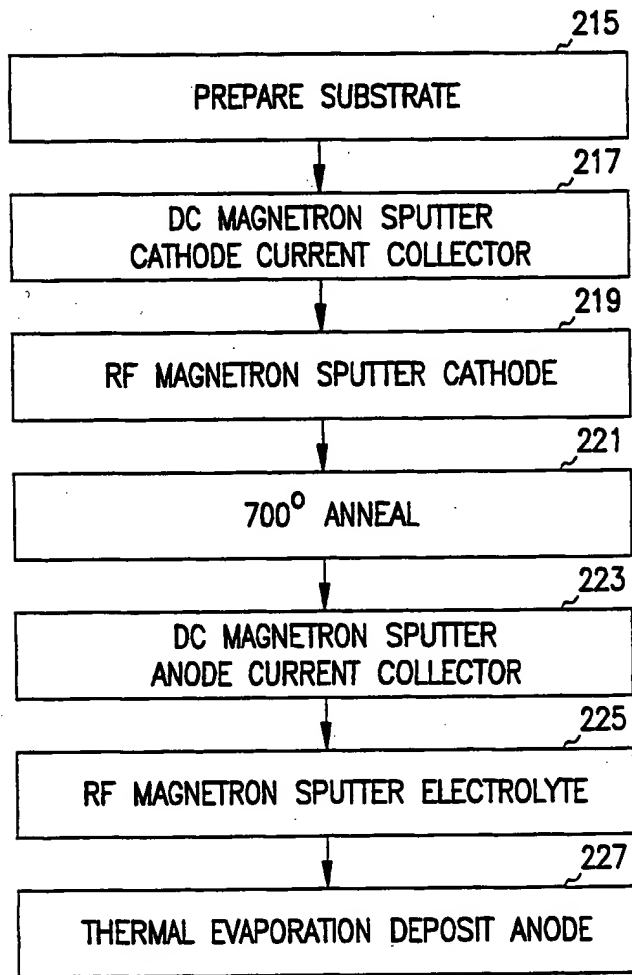 215
PREPARE SUBSTRATE
217
DC MAGNETRON SPUTTER
CATHODE CURRENT COLLECTOR
219
RF MAGNETRON SPUTTER CATHODE
221
700° ANNEAL
223
DC MAGNETRON SPUTTER
ANODE CURRENT COLLECTOR
225
RF MAGNETRON SPUTTER ELECTROLYTE
227
THERMAL EVAPORATION DEPOSIT ANODE